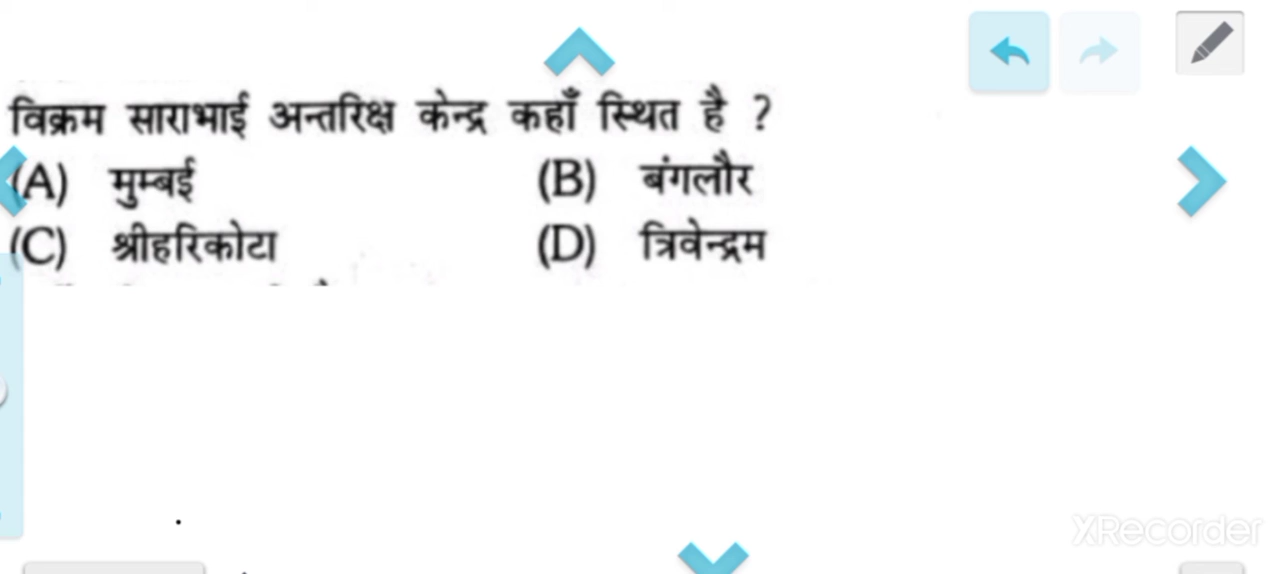 विक्रम साराभाई अन्तरिक्ष केन्द्र कहाँ स्थित है ?
(A) मुम्बई (B) बंगलौर
(C) श्रीहरिकोटा (D) त्रिवेन्द्रम
XRecorder